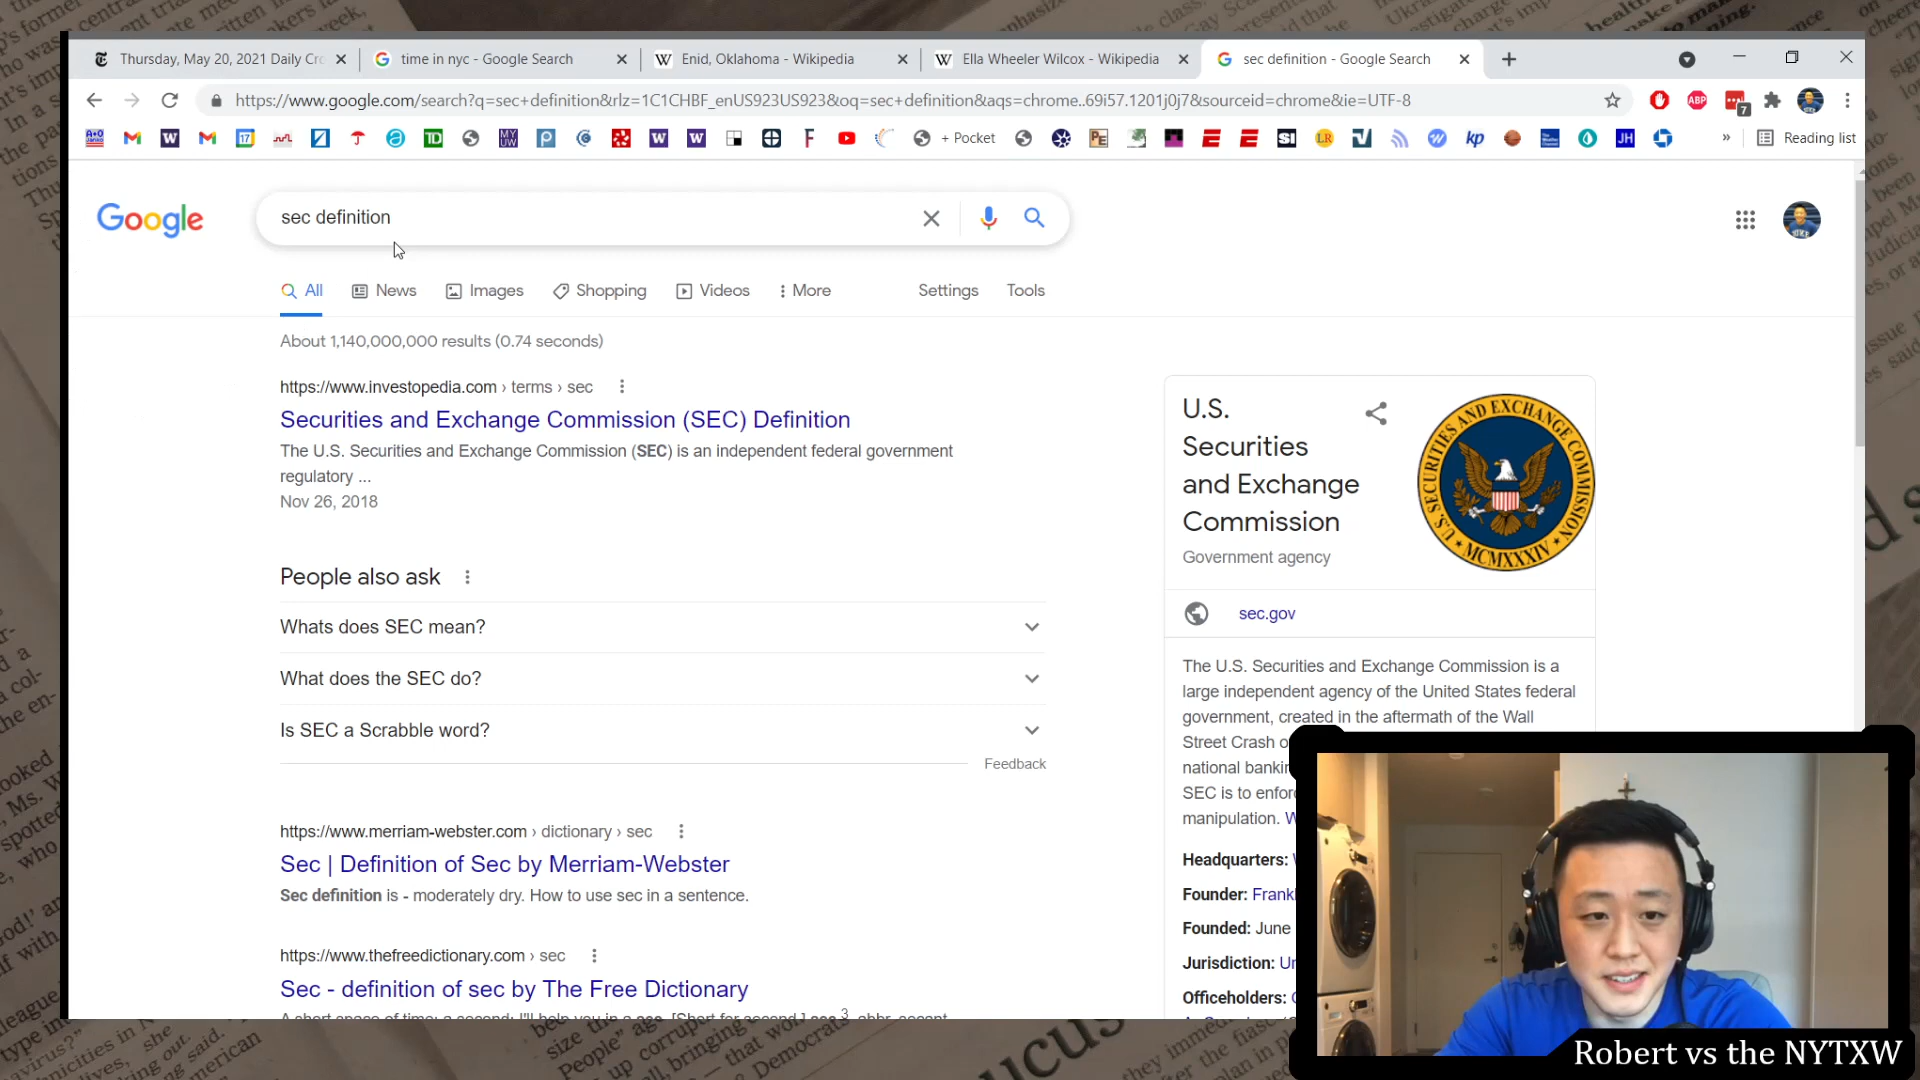 Thursday, May 20, 2021 Daily Cr
time in nyc - Google Search
Enid, Oklahoma - Wikipedia
Ella Wheeler Wilcox - Wikipedia
sec definition - Google Search
https://www.google.com/search?q=sec+definition&rlz=1C1CHBF_enUS923US923&oq=sec+definition&aqs=chrome..69i57.1201j0j7&sourceid=chrome&ie=UTF-8
+ Pocket
Reading list
Google
sec definition
All
News
Images
Shopping
Videos
More
Settings
Tools
About 1,140,000,000 results (0.74 seconds)
https://www.investopedia.com › terms › sec
Securities and Exchange Commission (SEC) Definition
The U.S. Securities and Exchange Commission (SEC) is an independent federal government
regulatory ...
Nov 26, 2018
People also ask
Whats does SEC mean?
What does the SEC do?
Is SEC a Scrabble word?
Feedback
https://www.merriam-webster.com › dictionary › sec
Sec | Definition of Sec by Merriam-Webster
Sec definition is - moderately dry. How to use sec in a sentence.
https://www.thefreedictionary.com › sec
Sec - definition of sec by The Free Dictionary
U.S.
Securities
and Exchange
Commission
Government agency
U.S. SECURITIES AND EXCHANGE COMMISSION
MCMXXXIV
sec.gov
The U.S. Securities and Exchange Commission is a
large independent agency of the United States federal
government, created in the aftermath of the Wall
Street Crash o
national bankin
SEC is to enforc
manipulation. W
Headquarters:
Founder: Frankl
Founded: June
Jurisdiction: Un
Officeholders:
Robert vs the NYTXW